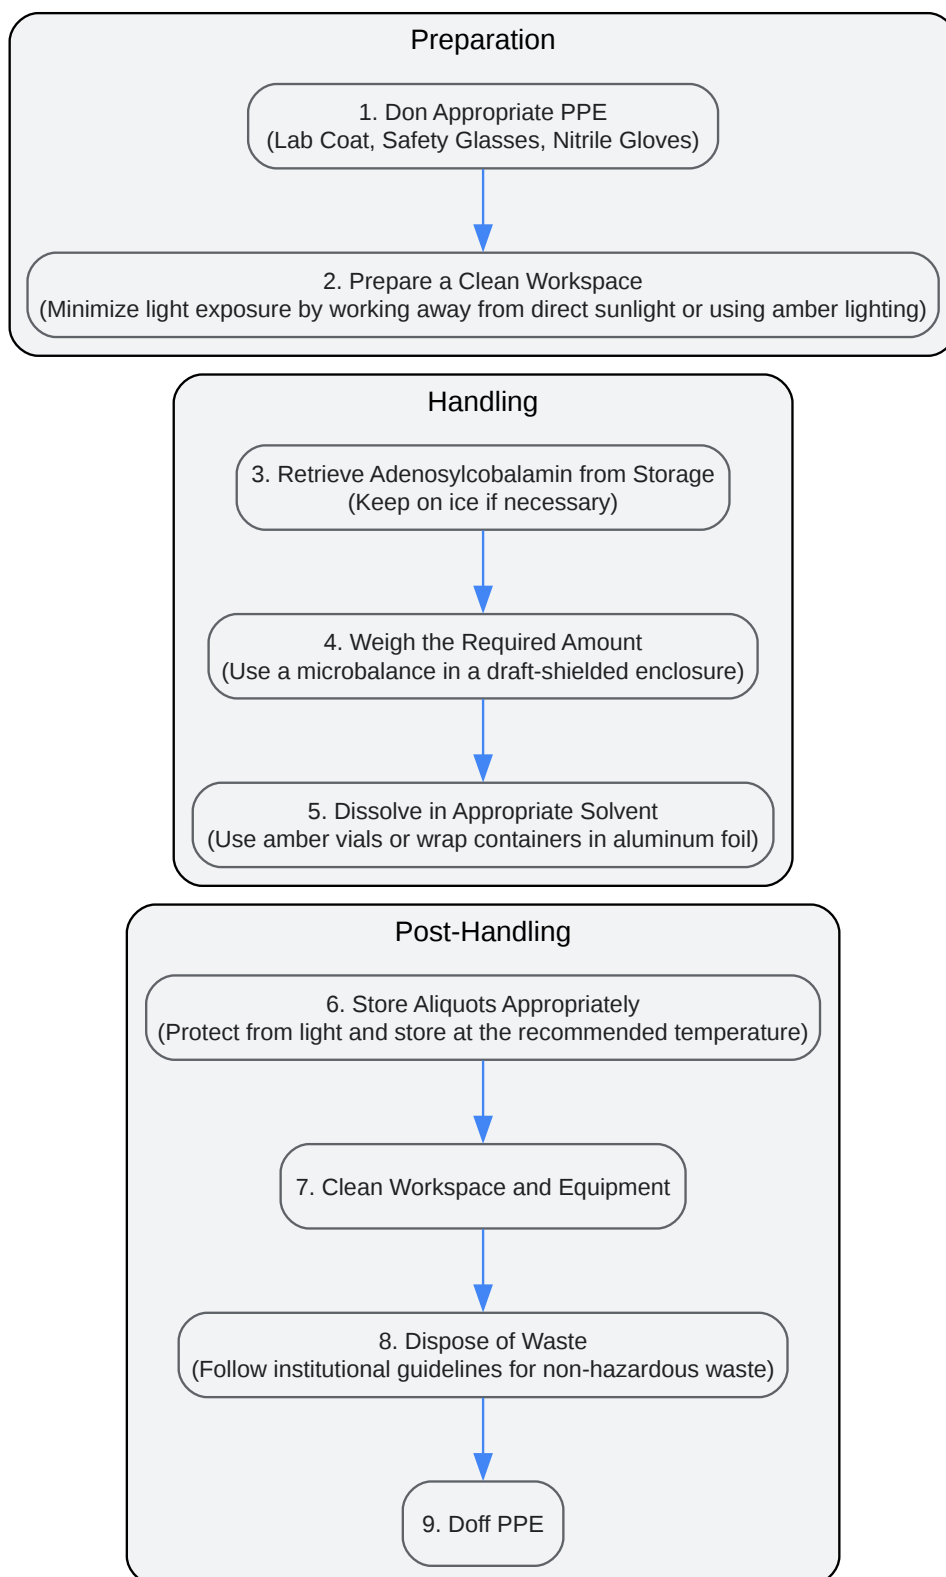 Preparation
1. Don Appropriate PPE
(Lab Coat, Safety Glasses, Nitrile Gloves)
2. Prepare a Clean Workspace
(Minimize light exposure by working away from direct sunlight or using amber lighting)
Handling
3. Retrieve Adenosylcobalamin from Storage
(Keep on ice if necessary)
4. Weigh the Required Amount
(Use a microbalance in a draft-shielded enclosure)
5. Dissolve in Appropriate Solvent
(Use amber vials or wrap containers in aluminum foil)
Post-Handling
6. Store Aliquots Appropriately
(Protect from light and store at the recommended temperature)
7. Clean Workspace and Equipment
8. Dispose of Waste
(Follow institutional guidelines for non-hazardous waste)
9. Doff PPE